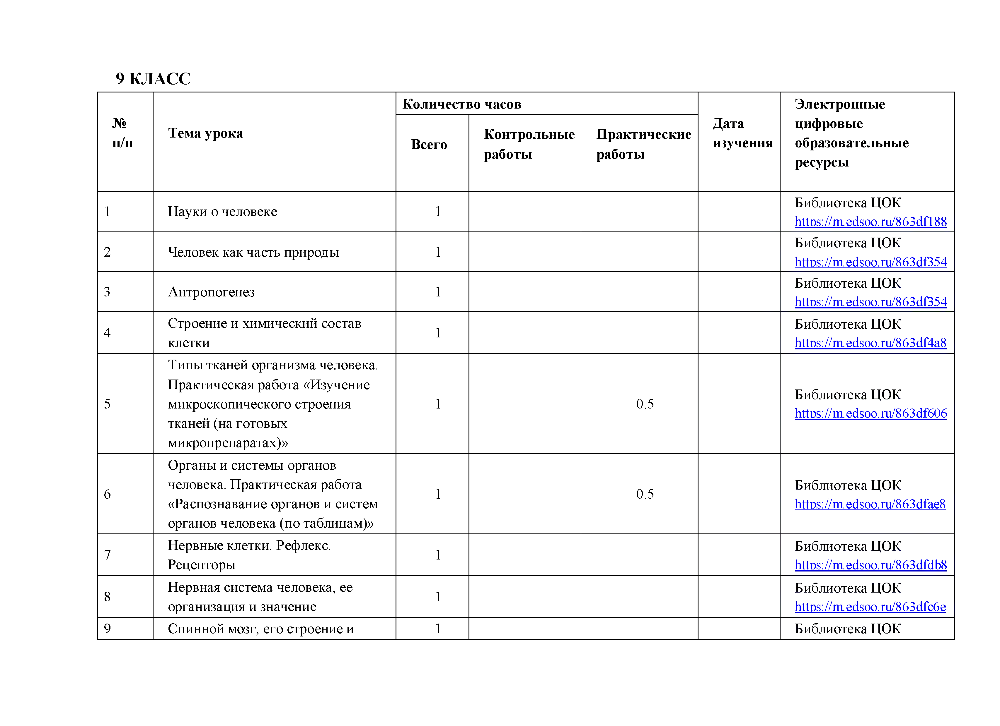 9 КЛАСС
№
п/п
Тема урока
Количество часов
Всего
Контрольные
работы
Практические
работы
Дата
изучения
Электронные
цифровые
образовательные
ресурсы
1
Науки о человеке
1
Библиотека ЦОК
https://m.edsoo.ru/863df188
2
Человек как часть природы
1
Библиотека ЦОК
https://m.edsoo.ru/863df354
3
Антропогенез
1
Библиотека ЦОК
https://m.edsoo.ru/863df354
4
Строение и химический состав
клетки
1
Библиотека ЦОК
https://m.edsoo.ru/863df4a8
5
Типы тканей организма человека.
Практическая работа «Изучение
микроскопического строения
тканей (на готовых
микропрепаратах)»
1
0.5
Библиотека ЦОК
https://m.edsoo.ru/863df606
6
Органы и системы органов
человека. Практическая работа
«Распознавание органов и систем
органов человека (по таблицам)»
1
0.5
Библиотека ЦОК
https://m.edsoo.ru/863dfae8
7
Нервные клетки. Рефлекс.
Рецепторы
1
Библиотека ЦОК
https://m.edsoo.ru/863dfdb8
8
Нервная система человека, ее
организация и значение
1
Библиотека ЦОК
https://m.edsoo.ru/863dfc6e
9
Спинной мозг, его строение и
1
Библиотека ЦОК